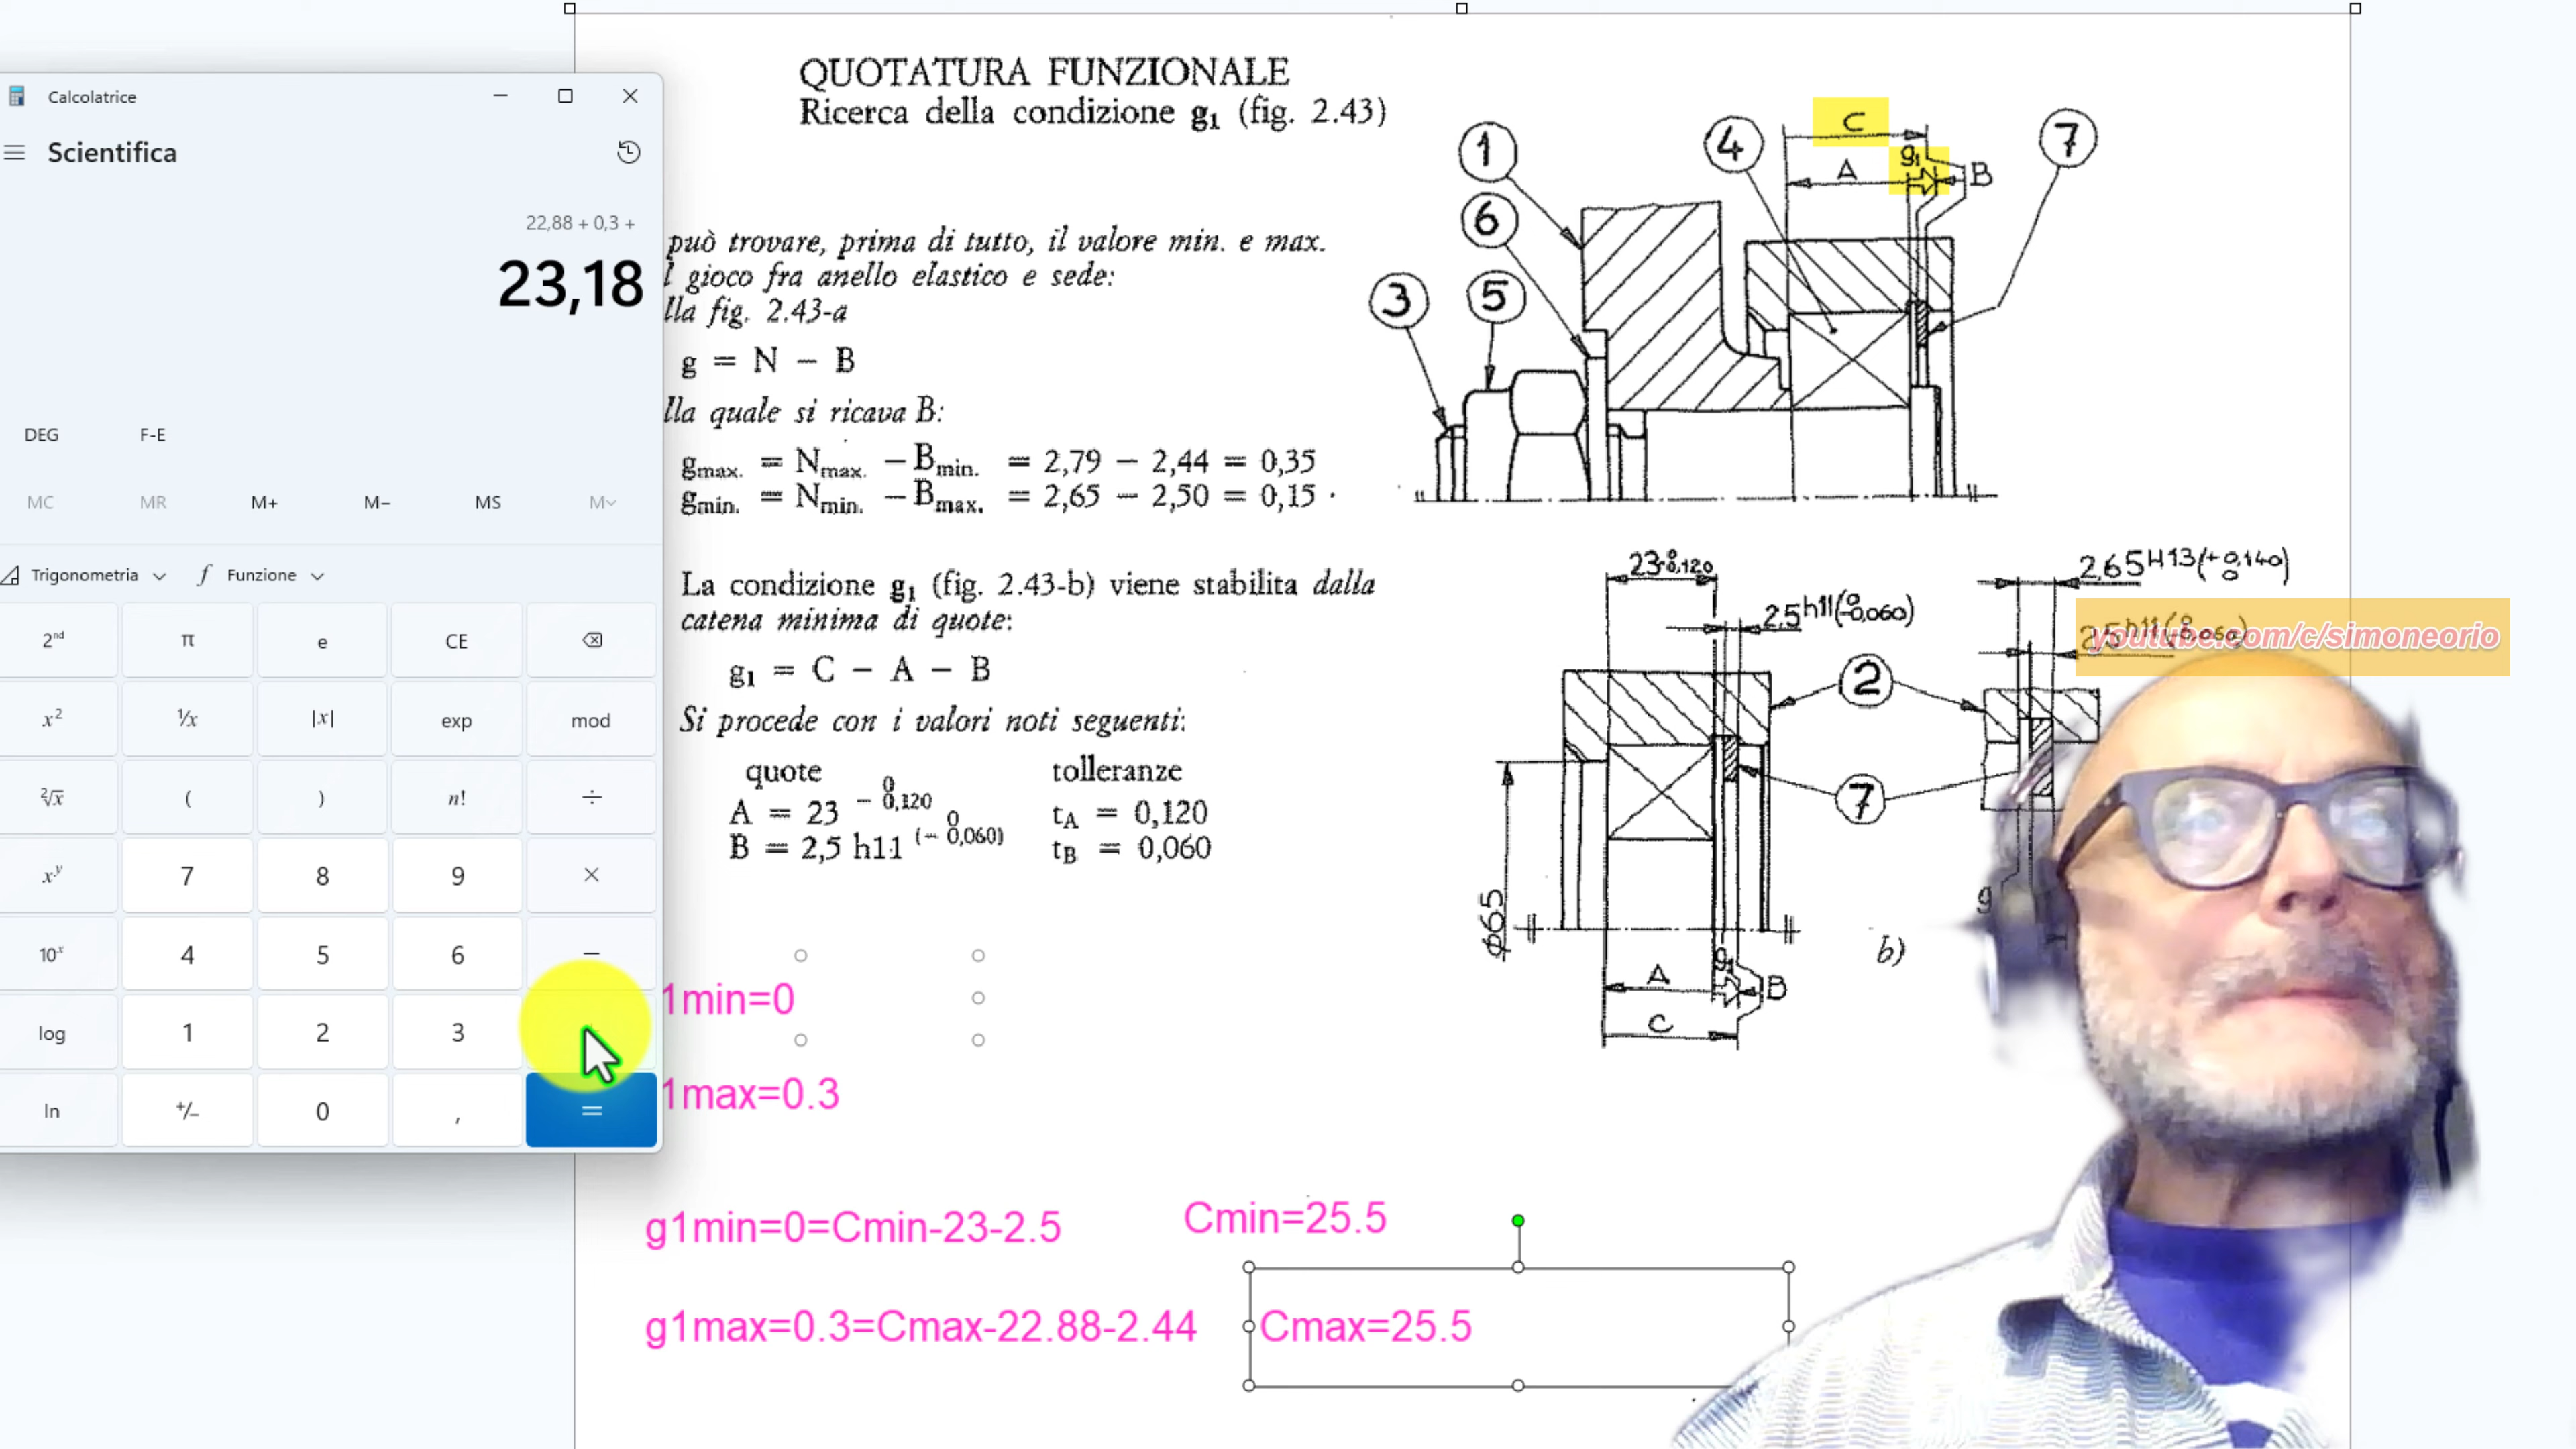 QUOTATURA FUNZIONALE
Ricerca della condizione g1 (fig. 2.43)
Calcolatrice
Scientifica
22,88 + 0,3 +
23,18
DEG F-E
MC MR M+ M− MS M
Trigonometria Funzione
2nd π e CE
x² ¹/x |x| exp mod
²√x ( ) n! ÷
xʸ 7 8 9 ×
10ˣ 4 5 6 −
log 1 2 3
ln +/− 0 , =
può trovare, prima di tutto, il valore min. e max.
l gioco fra anello elastico e sede:
lla fig. 2.43-a
g = N − B
lla quale si ricava B:
gmax. = Nmax. − Bmin. = 2,79 − 2,44 = 0,35
gmin. = Nmin. − Bmax. = 2,65 − 2,50 = 0,15
La condizione g1 (fig. 2.43-b) viene stabilita dalla
catena minima di quote:
g1 = C − A − B
Si procede con i valori noti seguenti:
quote tolleranze
A = 23 0 −0,120 tA = 0,120
B = 2,5 h11 (0 −0,060) tB = 0,060
1min=0
1max=0.3
g1min=0=Cmin-23-2.5 Cmin=25.5
g1max=0.3=Cmax-22.88-2.44 Cmax=25.5
C
1 4 g1 7
A B
6
3 5
23 0 -0,120
2,5 h11(0 -0,060)
2,65 H13(+0,140 0)
youtube.com/c/simoneorio
2
7
φ65
g
b)
g1
A B
C